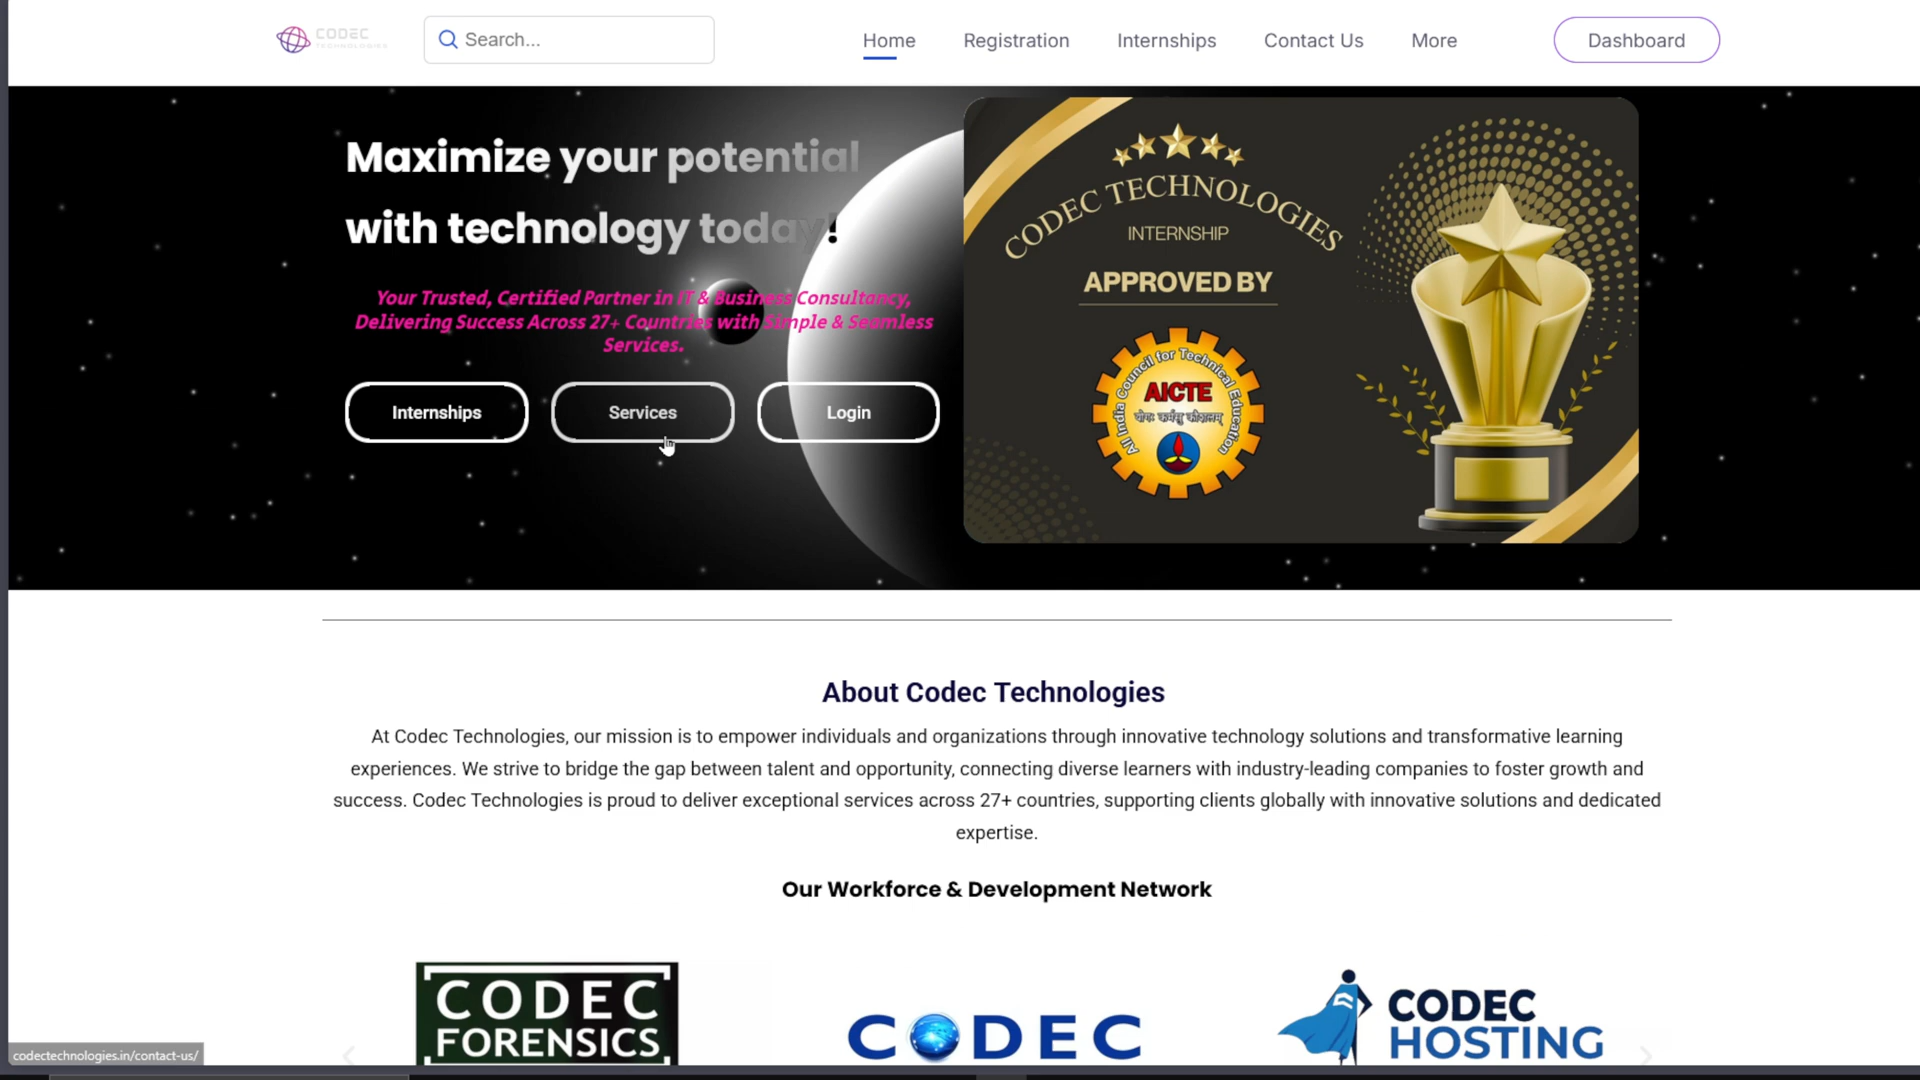 CODEC
TECHNOLOGIES
Search...
Home
Registration
Internships
Contact Us
More
Dashboard
Maximize your potential
with technology today!
Your Trusted, Certified Partner in IT & Business Consultancy,
Delivering Success Across 27+ Countries with Simple & Seamless
Services.
Internships
Services
Login
CODEC TECHNOLOGIES
INTERNSHIP
APPROVED BY
All India Council for Technical Education
AICTE
योगः कर्मसु कौशलम्
About Codec Technologies
At Codec Technologies, our mission is to empower individuals and organizations through innovative technology solutions and transformative learning
experiences. We strive to bridge the gap between talent and opportunity, connecting diverse learners with industry-leading companies to foster growth and
success. Codec Technologies is proud to deliver exceptional services across 27+ countries, supporting clients globally with innovative solutions and dedicated
expertise.
Our Workforce & Development Network
CODEC
FORENSICS
CODEC
CODEC
HOSTING
codectechnologies.in/contact-us/